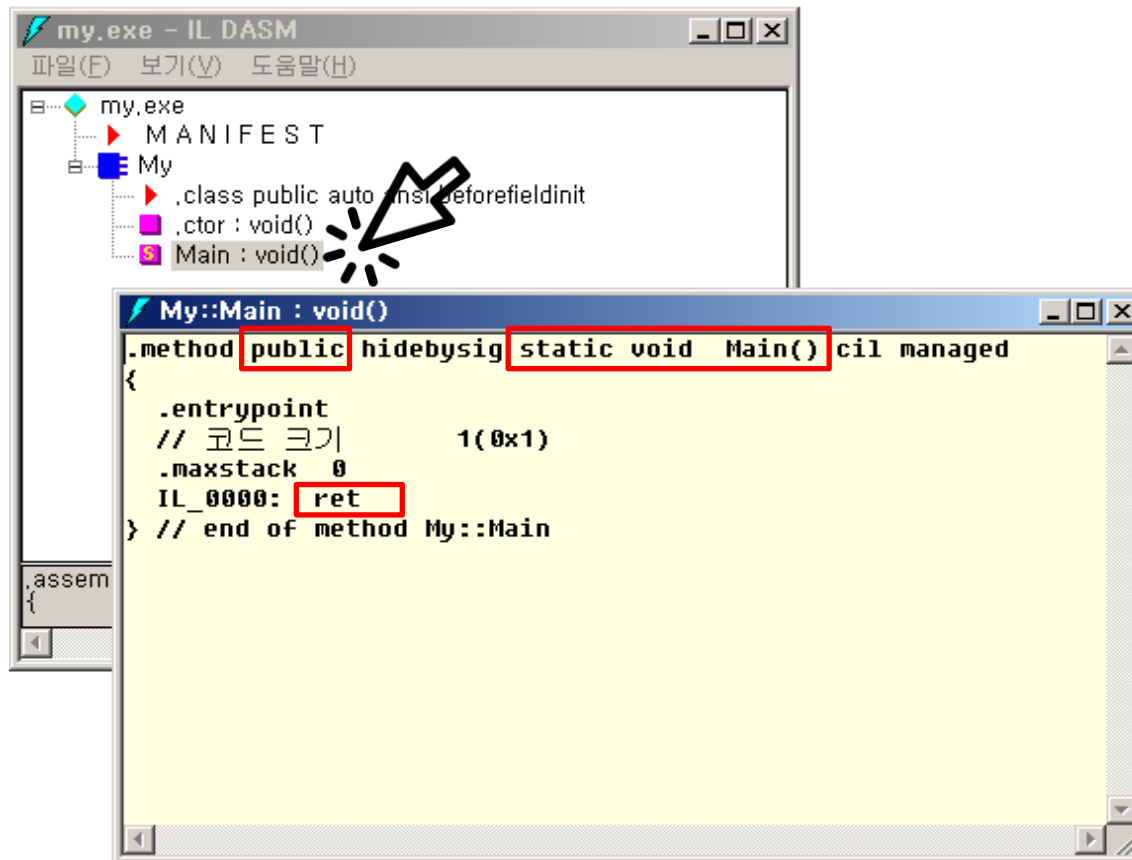 my.exe - IL DASM
파일(F) 보기(V) 도움말(H)
my.exe
M A N I F E S T
My
.class public auto ansi beforefieldinit
.ctor : void()
S Main : void()
.assem
{
My::Main : void()
.method public hidebysig static void Main() cil managed
{
.entrypoint
// 코드 크기 1(0x1)
.maxstack 0
IL_0000: ret
} // end of method My::Main